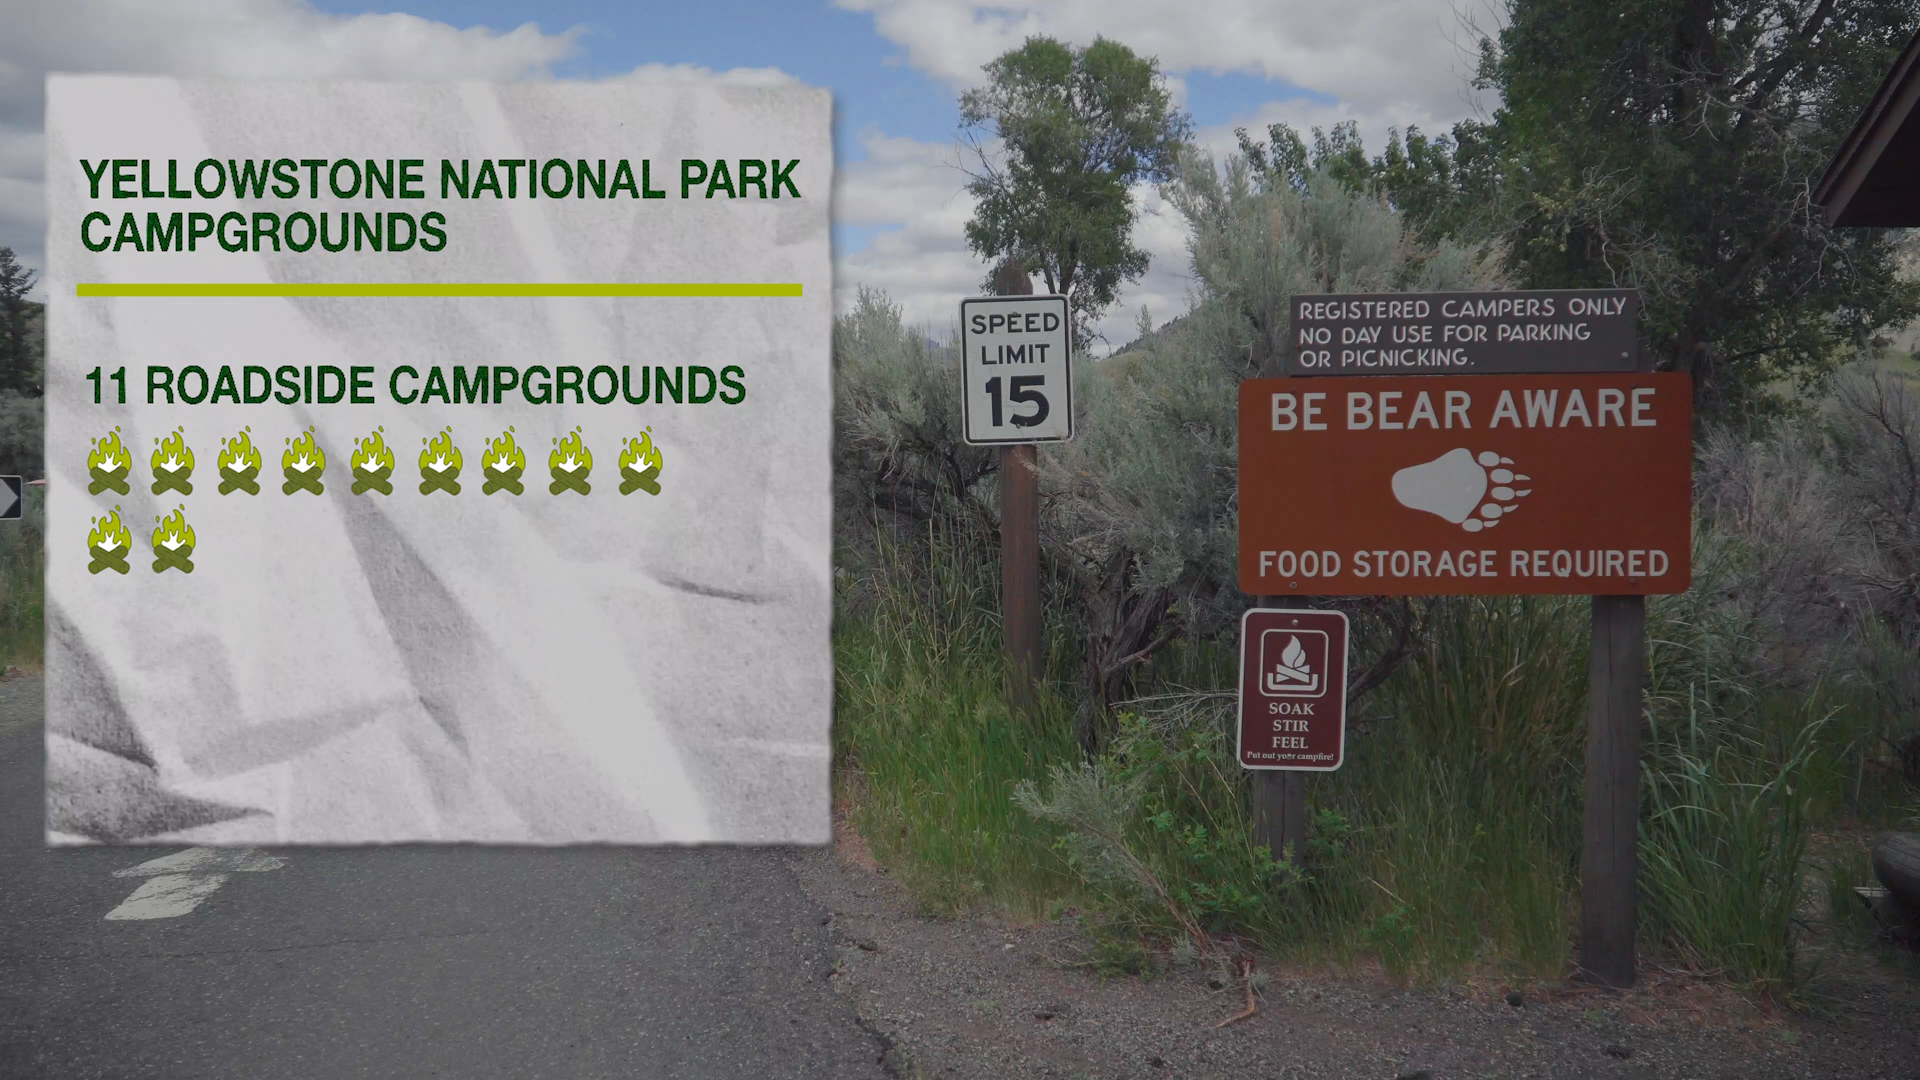 YELLOWSTONE NATIONAL PARK
CAMPGROUNDS
11 ROADSIDE CAMPGROUNDS
SPEED
LIMIT
15
REGISTERED CAMPERS ONLY
NO DAY USE FOR PARKING
OR PICNICKING.
BE BEAR AWARE
FOOD STORAGE REQUIRED
SOAK
STIR
FEEL
Put out your campfire!